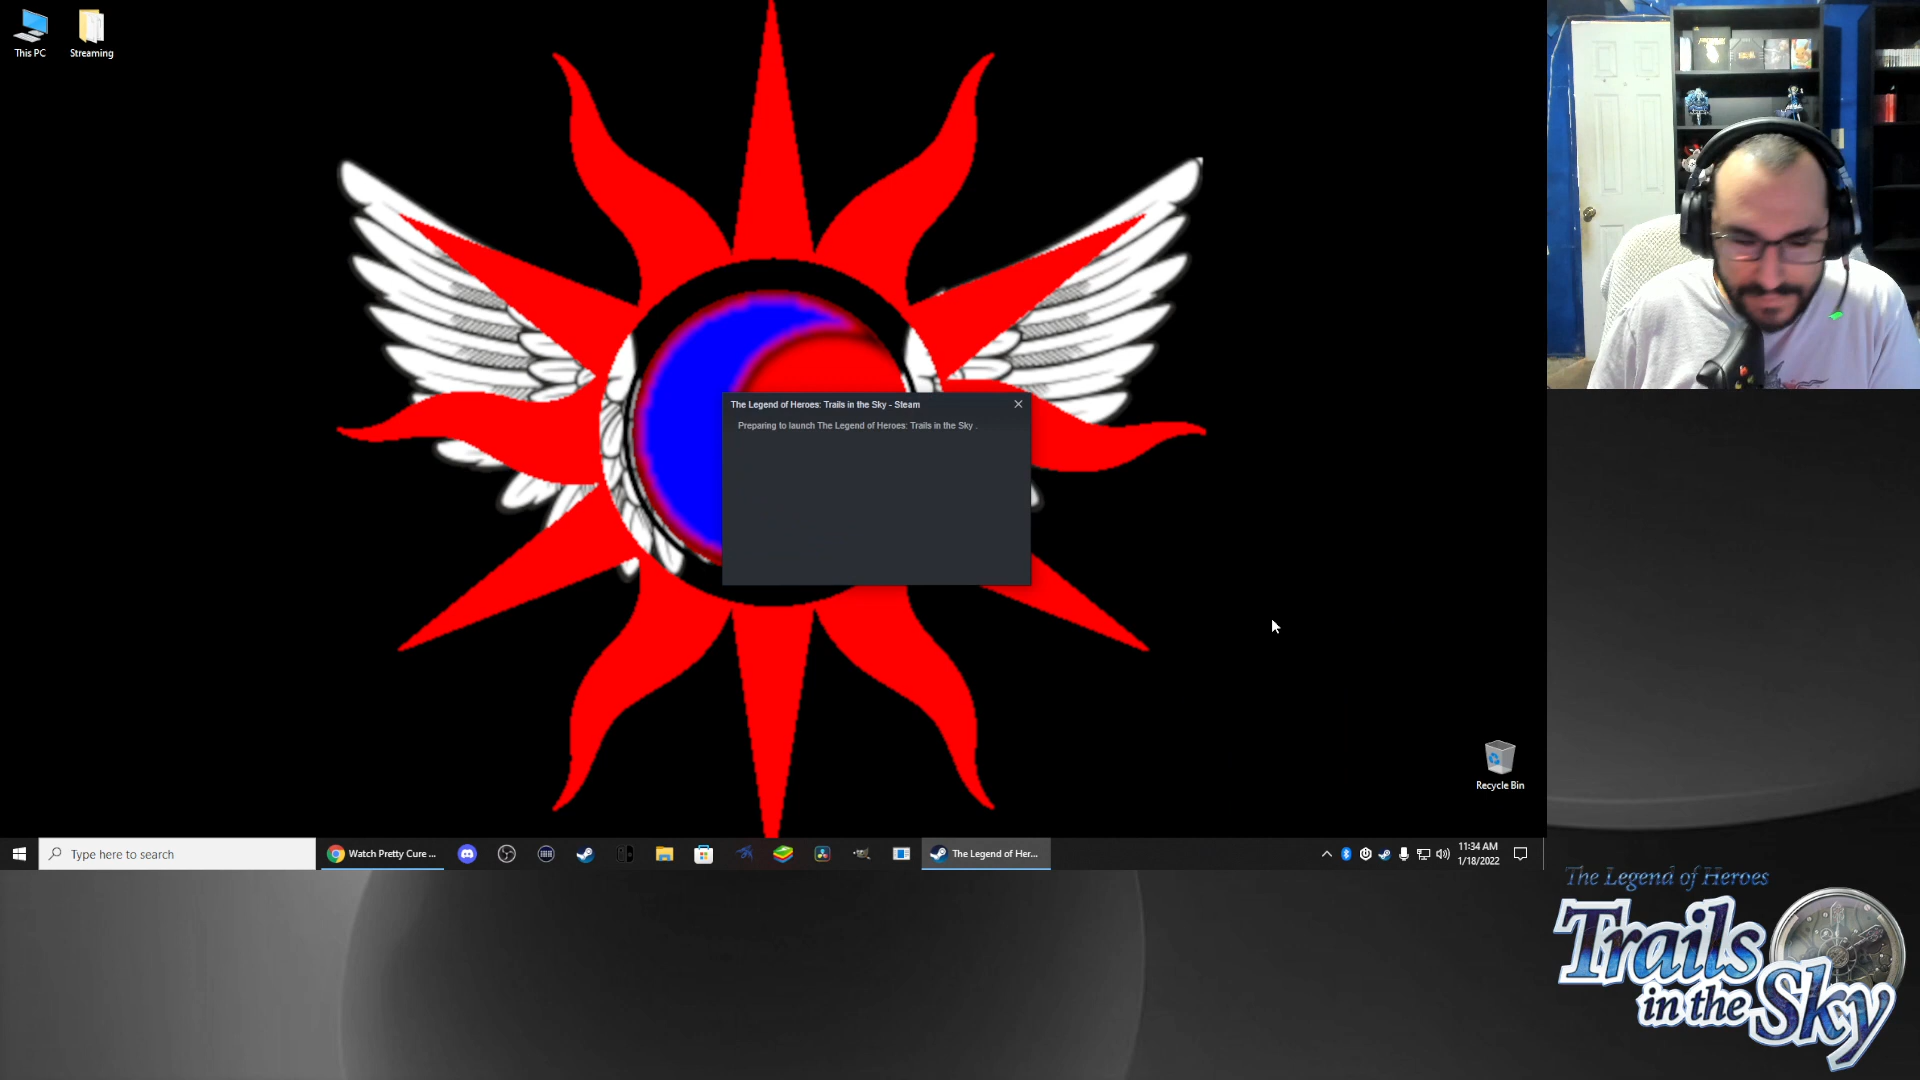 This PC
Streaming
The Legend of Heroes: Trails in the Sky - Steam
Preparing to launch The Legend of Heroes: Trails in the Sky .
Recycle Bin
Type here to search
Watch Pretty Cure ...
The Legend of Her...
11:34 AM
1/18/2022
The Legend of Heroes
Trails
in the Sky